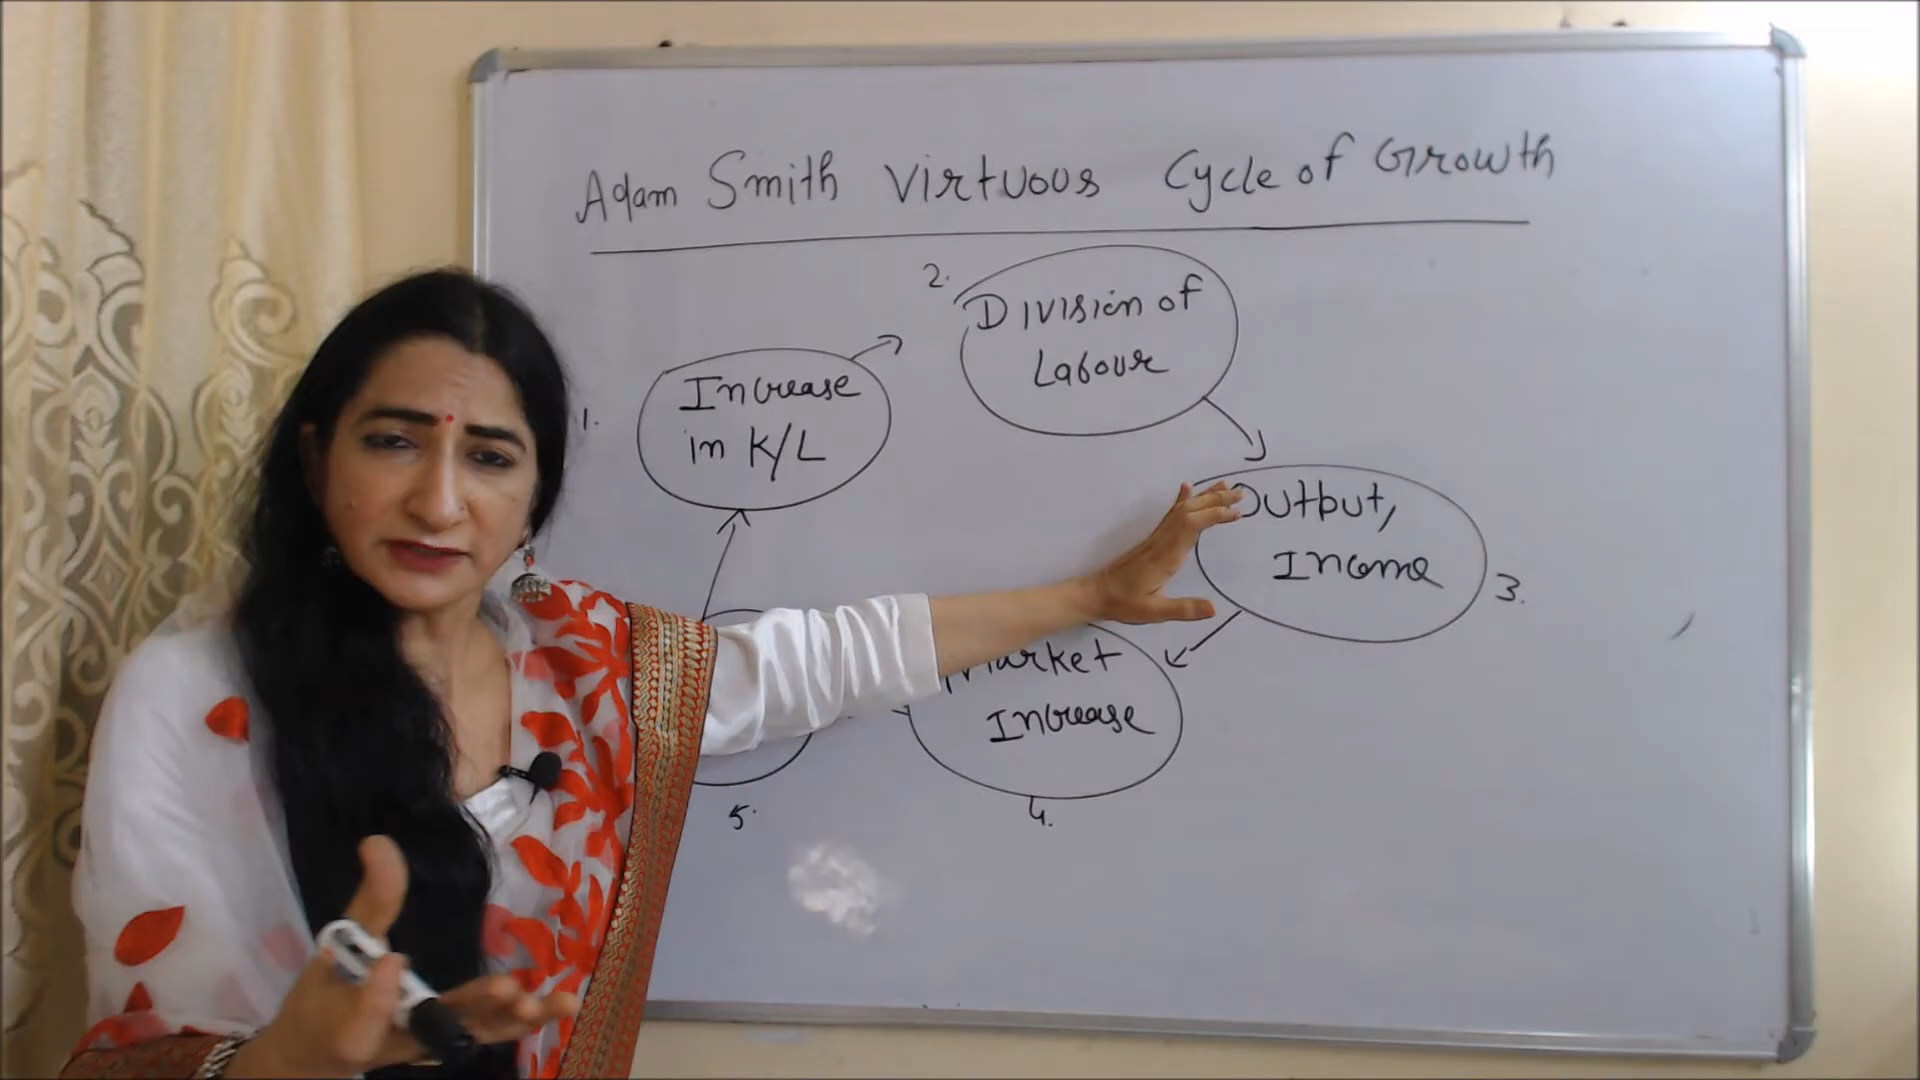 Adam Smith Virtuous Cycle of Growth
2.
Division of
Labour
1.
Increase
in K/L
Output,
Income
3.
Market
Increase
5.
4.